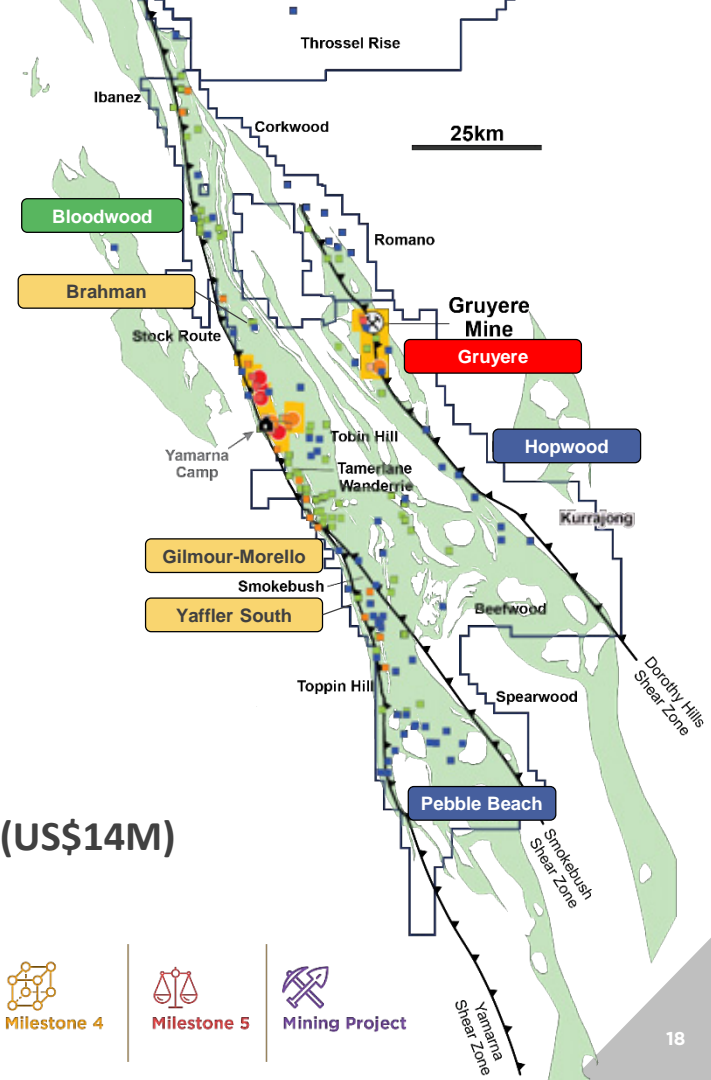 Throssel Rise
Ibanez
Corkwood
25km
Bloodwood
Romano
Brahman
Gruyere
Mine
Stock Route
Gruyere
Tobin Hill
Hopwood
Yamarna
Camp
Tamerlane
Wanderrie
Kurrajong
Gilmour-Morello
Smokebush
Yaffler South
Beefwood
Toppin Hill
Spearwood
Dorothy Hills
Shear Zone
Pebble Beach
(US$14M)
Smokebush
Shear Zone
Milestone 4
Milestone 5
Mining Project
Yamarna
Shear Zone
18